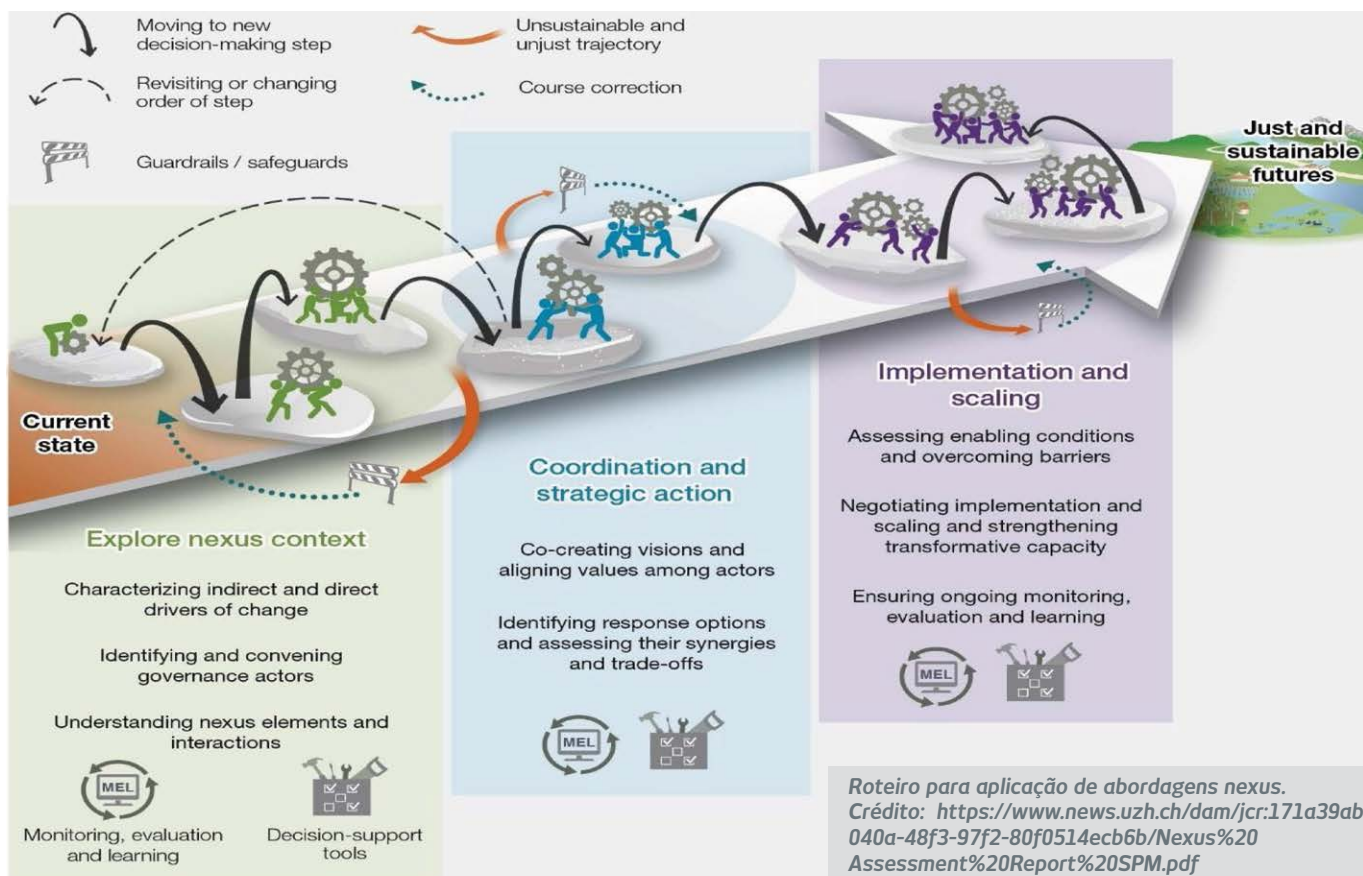 Moving to new
decision-making step
Unsustainable and
unjust trajectory
Revisiting or changing
order of step
Course correction
Guardrails / safeguards
Just and
sustainable
futures
Current
state
Explore nexus context
Characterizing indirect and direct
drivers of change
Identifying and convening
governance actors
Understanding nexus elements and
interactions
MEL
Monitoring, evaluation
and learning
Decision-support
tools
Coordination and
strategic action
Co-creating visions and
aligning values among actors
Identifying response options
and assessing their synergies
and trade-offs
MEL
Implementation and
scaling
Assessing enabling conditions
and overcoming barriers
Negotiating implementation and
scaling and strengthening
transformative capacity
Ensuring ongoing monitoring,
evaluation and learning
MEL
Roteiro para aplicação de abordagens nexus.
Crédito: https://www.news.uzh.ch/dam/jcr:171a39ab
040a-48f3-97f2-80f0514ecb6b/Nexus%20
Assessment%20Report%20SPM.pdf